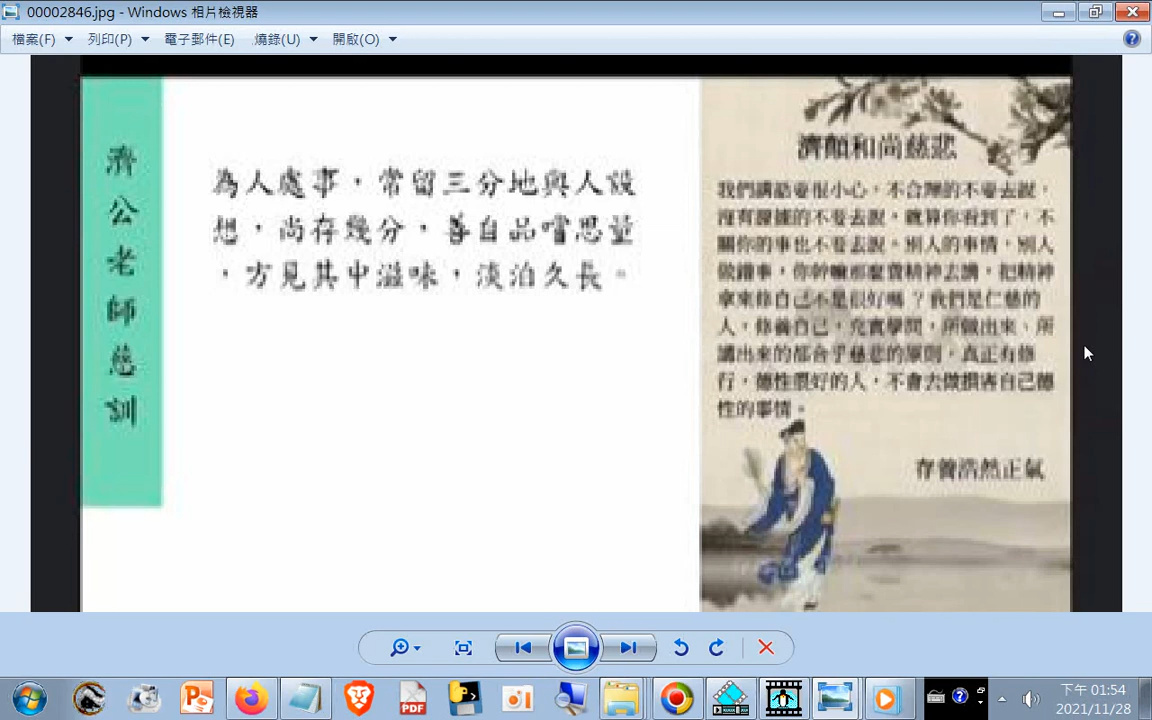 00002846.jpg - Windows 相片檢視器
檔案(F) 列印(P) 電子郵件(E) 燒錄(U) 開啟(O)
濟公老師慈訓
為人處事，常留三分地與人設
想，尚存幾分，善自品嚐思量
，方見其中滋味，淡泊久長。
濟顛和尚慈悲
我們講話要很小心，不合理的不要去說，
沒有證據的不要去說，就算你看到了，不
關你的事也不要去說。別人的事情，別人
做錯事，你幹嘛那麼費精神去講，把精神
拿來修自己不是很好嗎？我們是仁慈的
人，修養自己，充實學問，所做出來、所
講出來的都合乎慈悲的原則，真正有修
行，德性很好的人，不會去做損害自己德
性的事情。
存養浩然正氣
PDF
下午 01:54
2021/11/28